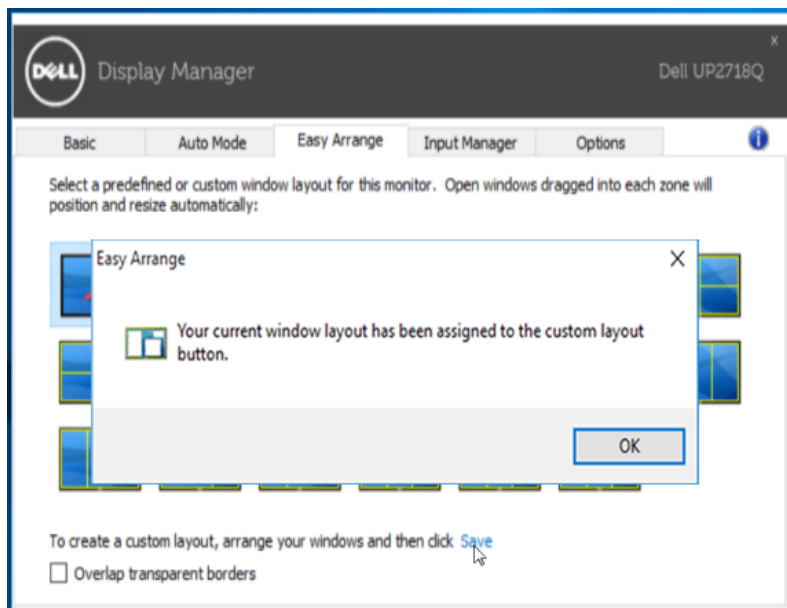 DELL
Display Manager
x
Dell UP2718Q
Basic
Auto Mode
Easy Arrange
Input Manager
Options
i
Select a predefined or custom window layout for this monitor. Open windows dragged into each zone will
position and resize automatically:
Easy Arrange
Your current window layout has been assigned to the custom layout
button.
OK
To create a custom layout, arrange your windows and then click Save
Overlap transparent borders